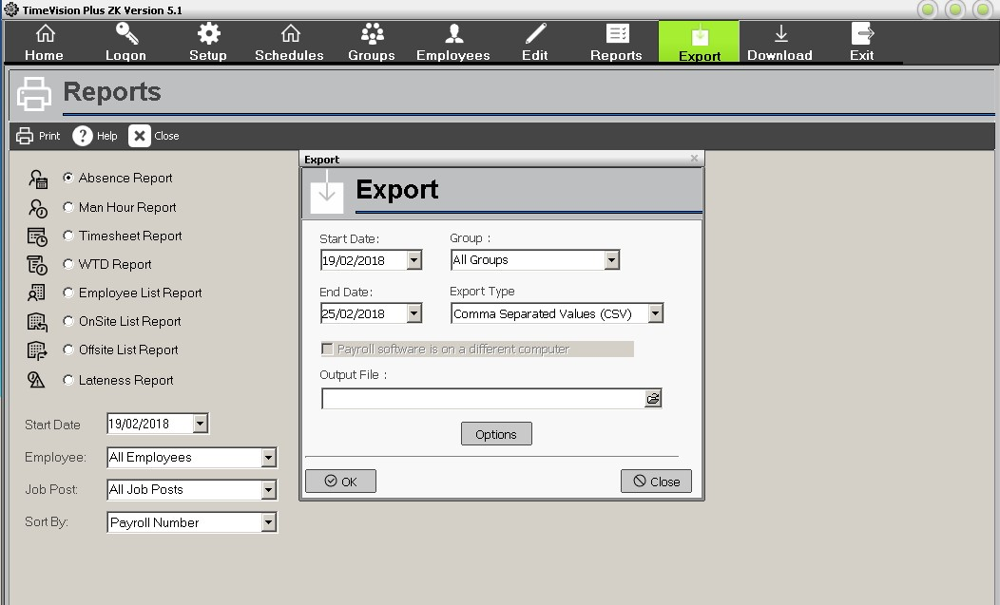 TimeVision Plus ZK Version 5.1
Home Logon Setup Schedules Groups Employees Edit Reports Export Download Exit
Reports
Print Help Close
Absence Report
Man Hour Report
Timesheet Report
WTD Report
Employee List Report
OnSite List Report
Offsite List Report
Lateness Report
Start Date 19/02/2018
Employee: All Employees
Job Post: All Job Posts
Sort By: Payroll Number
Export
Export
Start Date: Group :
19/02/2018 All Groups
End Date: Export Type
25/02/2018 Comma Separated Values (CSV)
Payroll software is on a different computer
Output File :
Options
OK Close